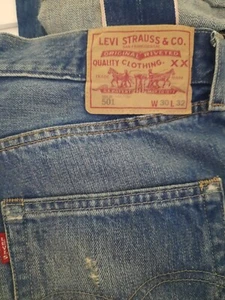 LEVI STRAUSS & CO.
ORIGINAL RIVETED
QUALITY CLOTHING.
XX
501
W 30 L 32